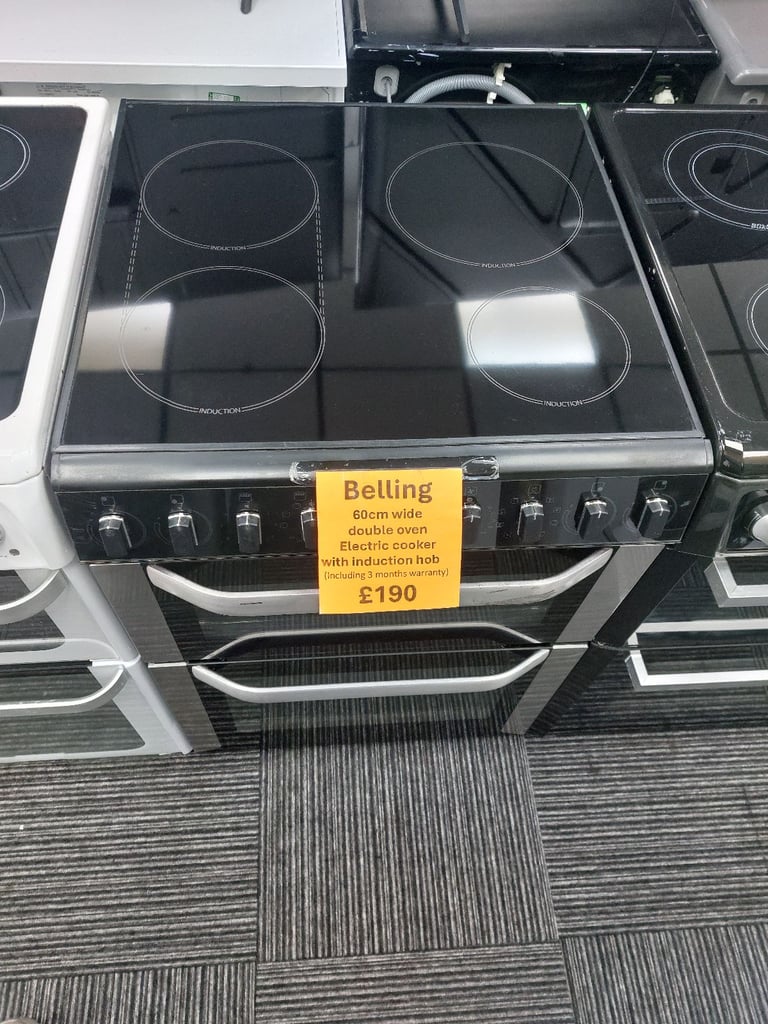 INDUCTION
INDUCTION
INDUCTION
INDUCTION
Belling
60cm wide
double oven
Electric cooker
with induction hob
(including 3 months warranty)
£190